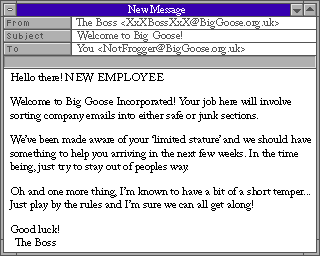 New Message
From The Boss <XxXBossXxX@BigGoose.org.uk>
Subject Welcome to Big Goose!
To You <NotFrogger@BigGoose.org.uk>
Hello there! NEW EMPLOYEE
Welcome to Big Goose Incorporated! Your job here will involve
sorting company emails into either safe or junk sections.
We've been made aware of your 'limited stature' and we should have
something to help you arriving in the next few weeks. In the time
being, just try to stay out of peoples way.
Oh and one more thing, I'm known to have a bit of a short temper...
Just play by the rules and I'm sure we can all get along!
Good luck!
The Boss